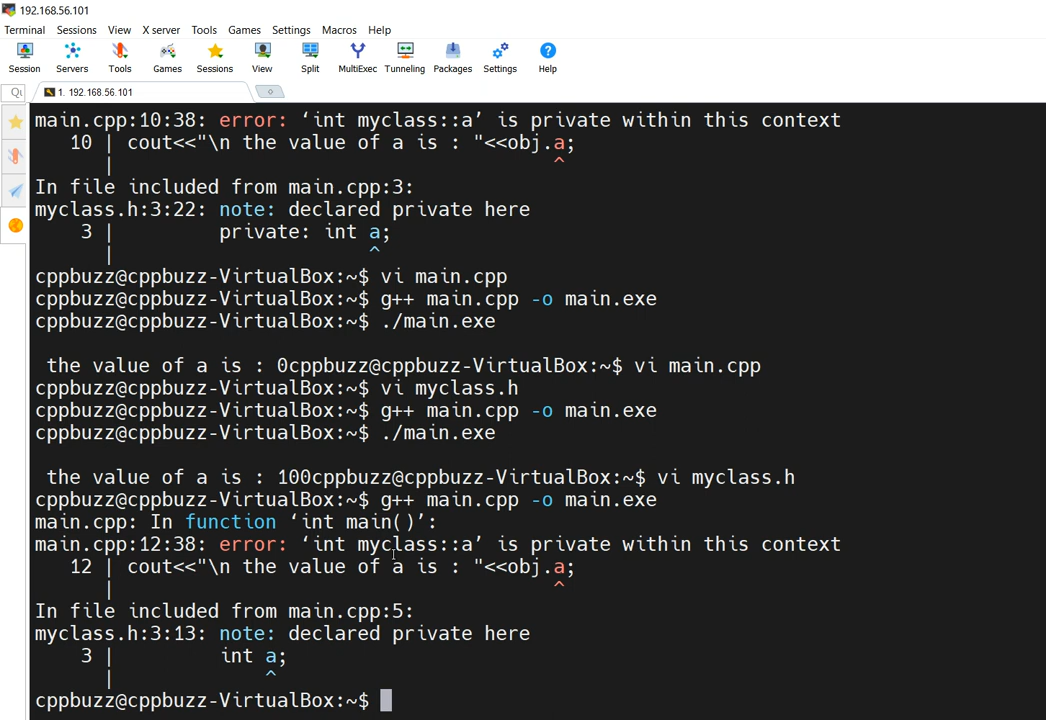 192.168.56.101
Terminal Sessions View X server Tools Games Settings Macros Help
Session Servers Tools Games Sessions View Split MultiExec Tunneling Packages Settings Help
1. 192.168.56.101
main.cpp:10:38: error: ‘int myclass::a’ is private within this context
10 | cout<<"\n the value of a is : "<<obj.a;
| ^
In file included from main.cpp:3:
myclass.h:3:22: note: declared private here
3 | private: int a;
| ^
cppbuzz@cppbuzz-VirtualBox:~$ vi main.cpp
cppbuzz@cppbuzz-VirtualBox:~$ g++ main.cpp -o main.exe
cppbuzz@cppbuzz-VirtualBox:~$ ./main.exe
the value of a is : 0cppbuzz@cppbuzz-VirtualBox:~$ vi main.cpp
cppbuzz@cppbuzz-VirtualBox:~$ vi myclass.h
cppbuzz@cppbuzz-VirtualBox:~$ g++ main.cpp -o main.exe
cppbuzz@cppbuzz-VirtualBox:~$ ./main.exe
the value of a is : 100cppbuzz@cppbuzz-VirtualBox:~$ vi myclass.h
cppbuzz@cppbuzz-VirtualBox:~$ g++ main.cpp -o main.exe
main.cpp: In function ‘int main()’:
main.cpp:12:38: error: ‘int myclass::a’ is private within this context
12 | cout<<"\n the value of a is : "<<obj.a;
| ^
In file included from main.cpp:5:
myclass.h:3:13: note: declared private here
3 | int a;
| ^
cppbuzz@cppbuzz-VirtualBox:~$